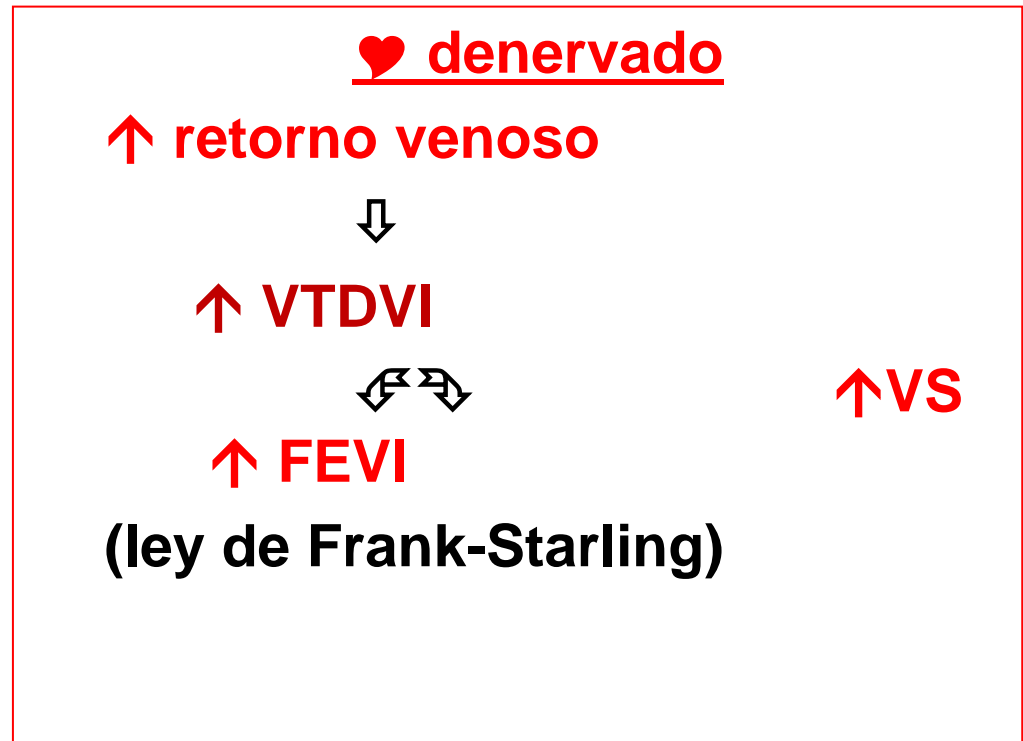 ♥ denervado
↑ retorno venoso
⇩
↑ VTDVI
↑VS
↑ FEVI
(ley de Frank-Starling)